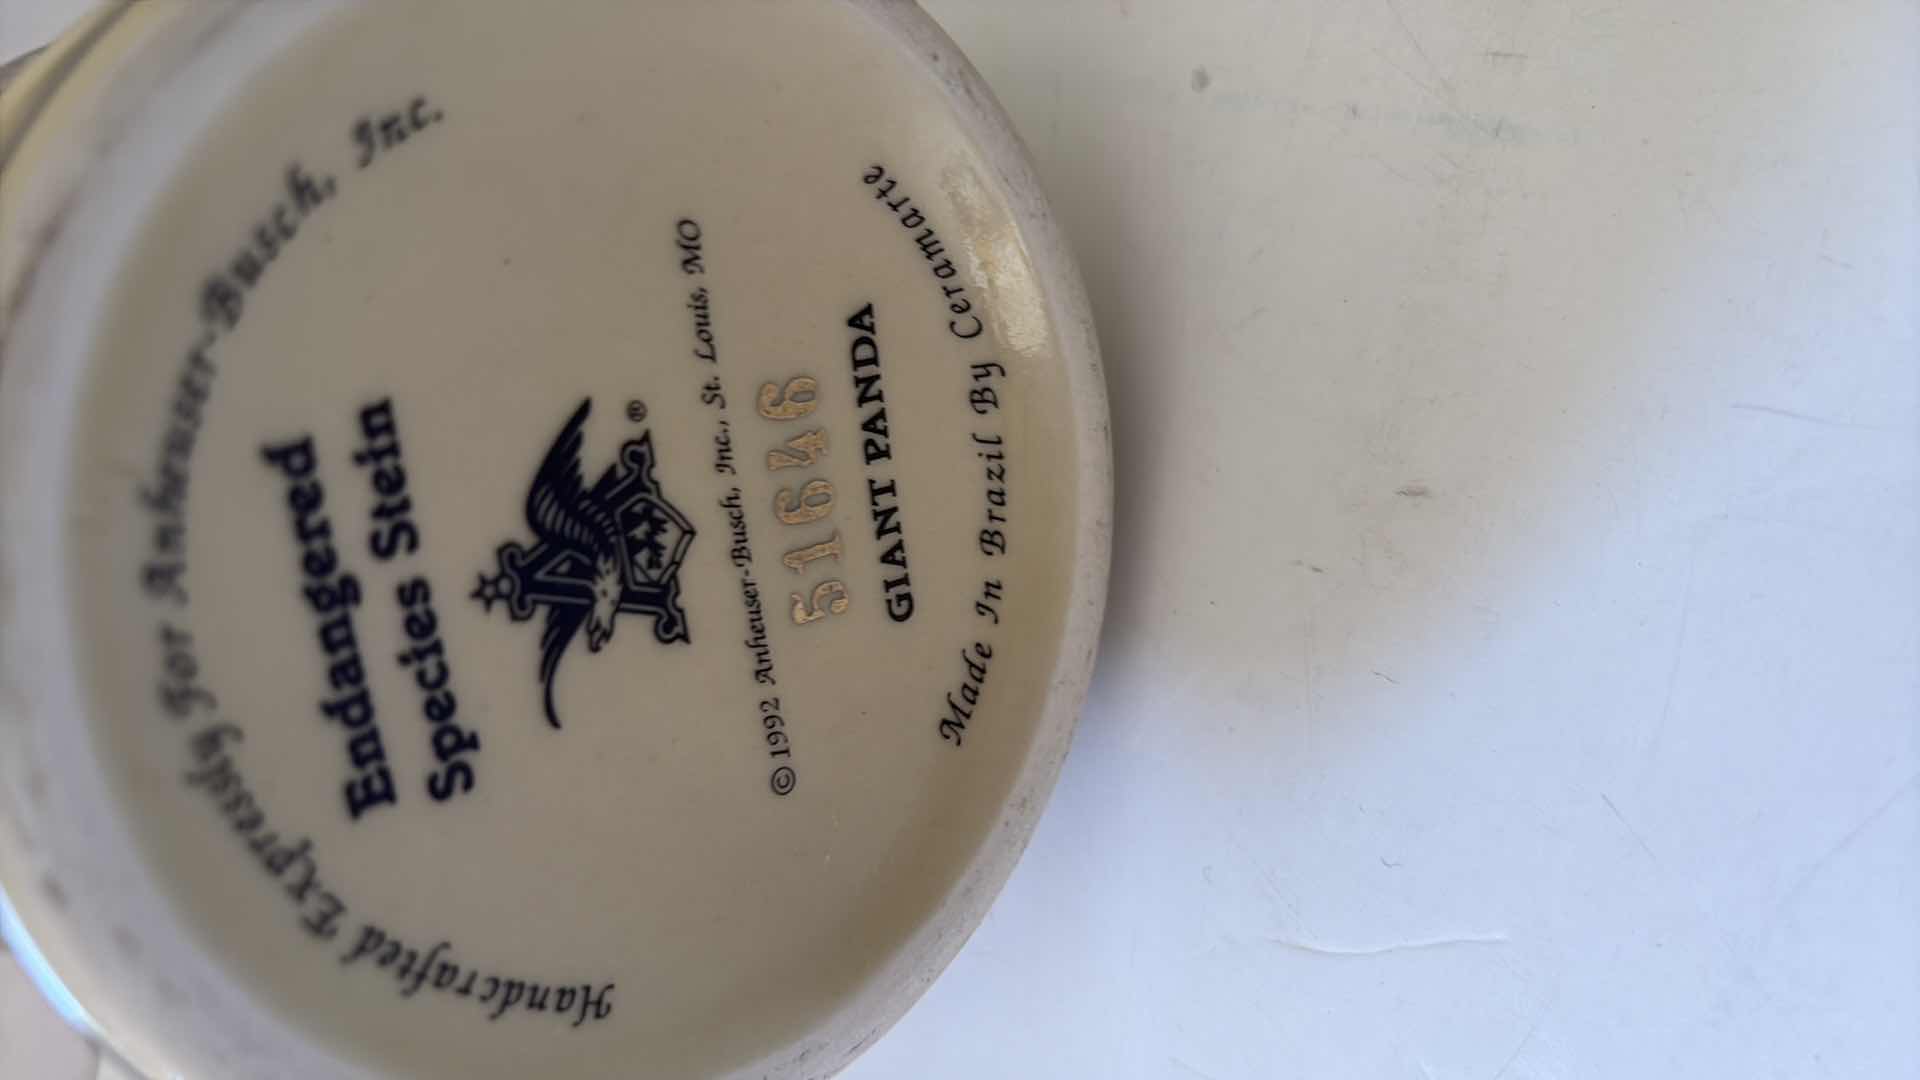 Handcrafted Expressly For Anheuser-Busch, Inc.
Endangered
Species Stein
A
®
© 1992 Anheuser-Busch, Inc., St. Louis, MO
51646
GIANT PANDA
Made In Brazil By Ceramarte